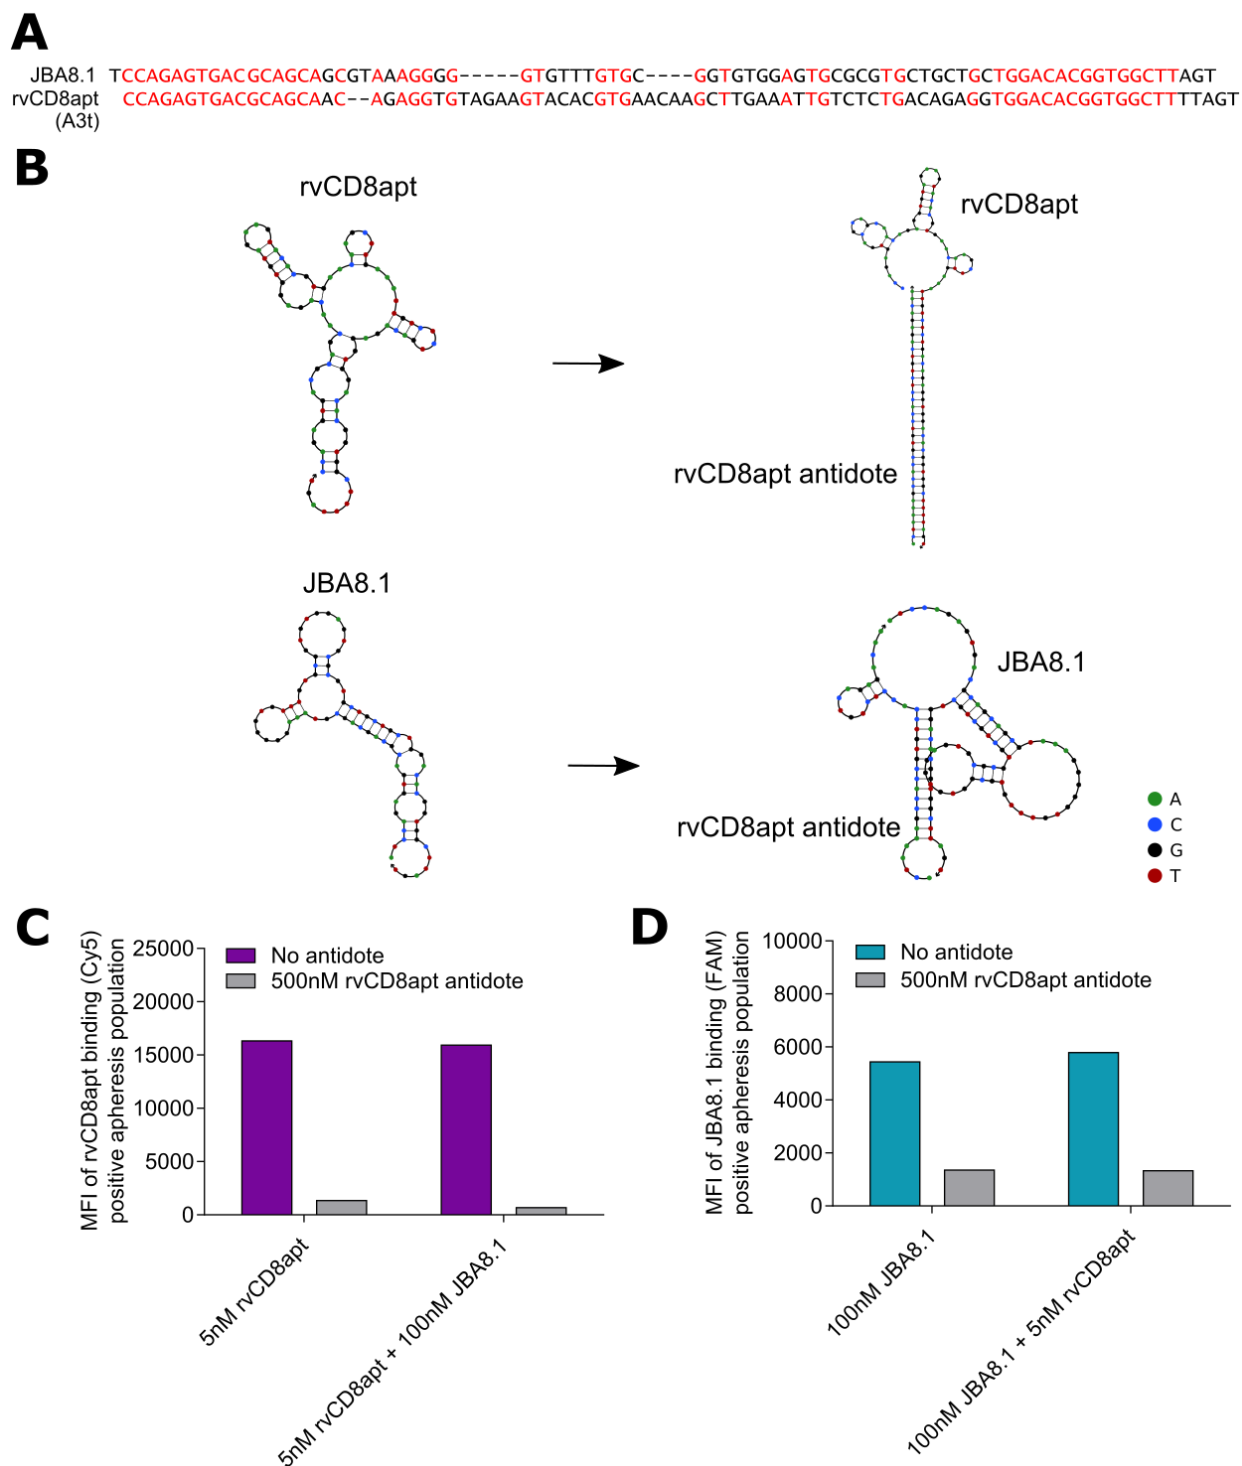 A
JBA8.1 TCCAGAGTGACGCAGCAGCGTAAAGGGG-----GTGTTTGTGC----GGTGTGGAGTGCGCGTGCTGCTGCTGGACACGGTGGCTTAGT
rvCD8apt CCAGAGTGACGCAGCAAC--AGAGGTGTAGAAGTACACGTGAACAAGCTTGAAATTGTCTCTGACAGAGGTGGACACGGTGGCTTTTAGT
(A3t)
B
rvCD8apt
rvCD8apt
rvCD8apt antidote
JBA8.1
JBA8.1
rvCD8apt antidote
A
C
G
T
C
MFI of rvCD8apt binding (Cy5)
positive apheresis population
25000
20000
15000
10000
5000
0
No antidote
500nM rvCD8apt antidote
5nM rvCD8apt
5nM rvCD8apt + 100nM JBA8.1
D
MFI of JBA8.1 binding (FAM)
positive apheresis population
10000
8000
6000
4000
2000
0
No antidote
500nM rvCD8apt antidote
100nM JBA8.1
100nM JBA8.1 + 5nM rvCD8apt